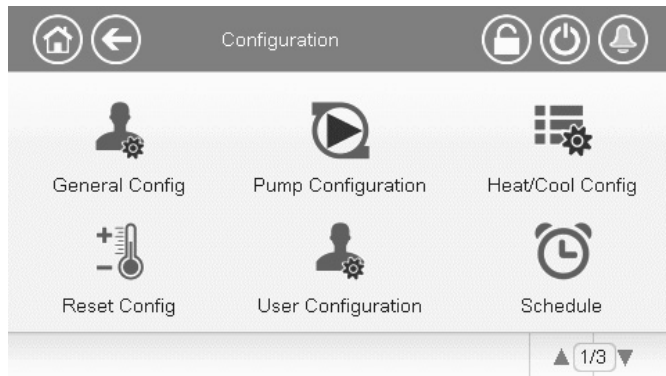 Configuration
General Config
Pump Configuration
Heat/Cool Config
Reset Config
User Configuration
Schedule
1/3